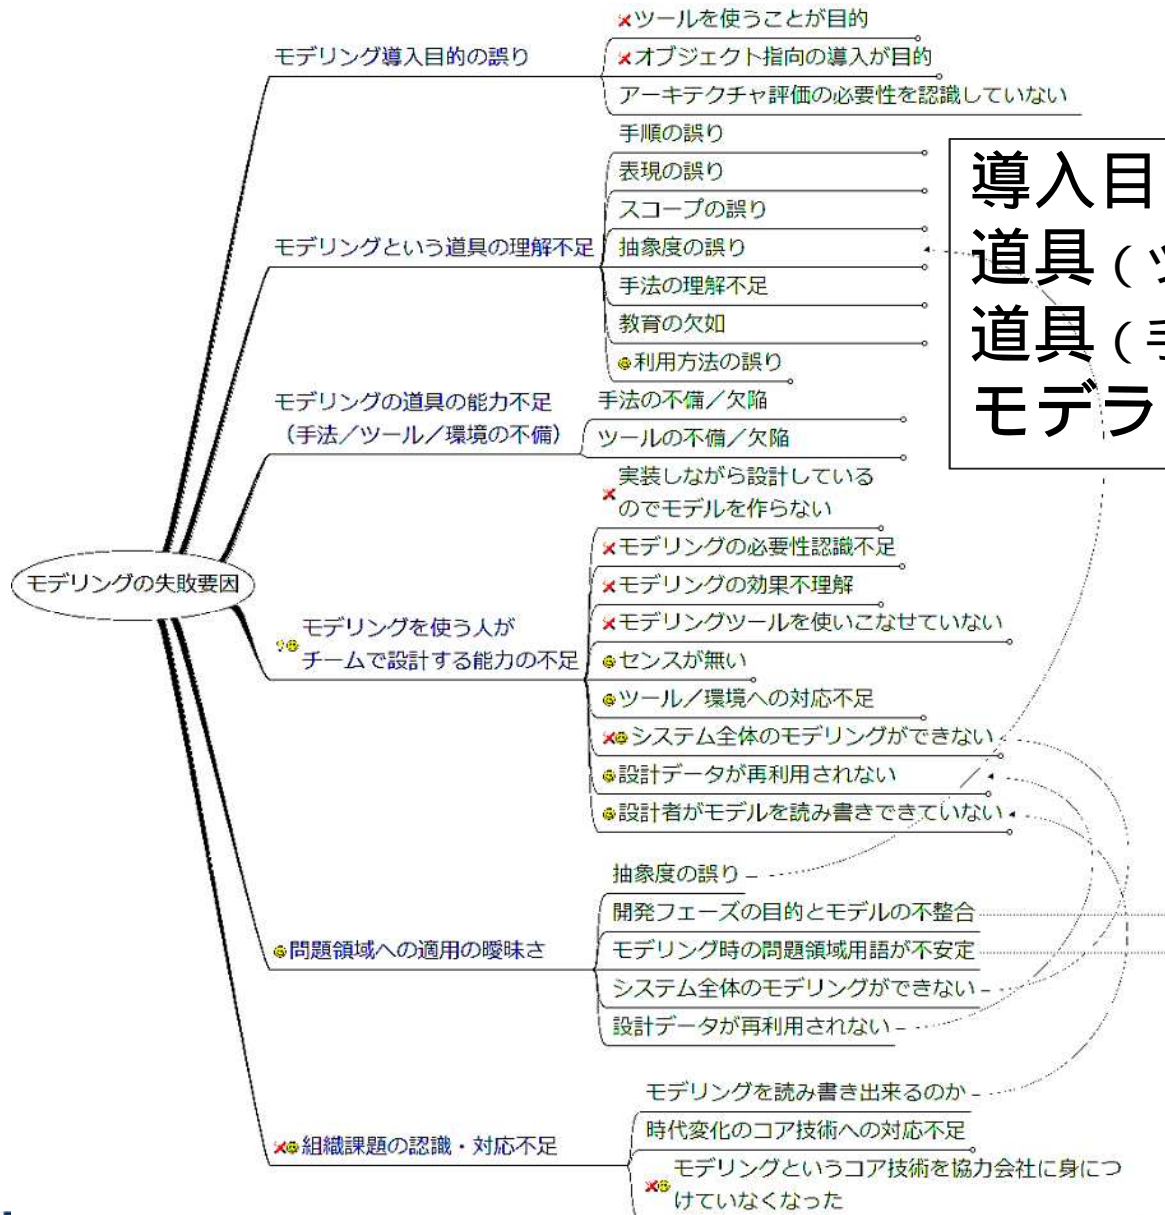 モデリングの失敗要因
モデリング導入目的の誤り
ツールを使うことが目的
オブジェクト指向の導入が目的
アーキテクチャ評価の必要性を認識していない
モデリングという道具の理解不足
手順の誤り
表現の誤り
スコープの誤り
抽象度の誤り
手法の理解不足
教育の欠如
利用方法の誤り
モデリングの道具の能力不足
（手法／ツール／環境の不備）
手法の不備／欠陥
ツールの不備／欠陥
モデリングを使う人が
チームで設計する能力の不足
実装しながら設計している
のでモデルを作らない
モデリングの必要性認識不足
モデリングの効果不理解
モデリングツールを使いこなせていない
センスが無い
ツール／環境への対応不足
システム全体のモデリングができない
設計データが再利用されない
設計者がモデルを読み書きできていない
問題領域への適用の曖昧さ
抽象度の誤り
開発フェーズの目的とモデルの不整合
モデリング時の問題領域用語が不安定
システム全体のモデリングができない
設計データが再利用されない
組織課題の認識・対応不足
モデリングを読み書き出来るのか
時代変化のコア技術への対応不足
モデリングというコア技術を協力会社に身につ
けていなくなった
導入目
道具（ツ
道具（手
モデラ